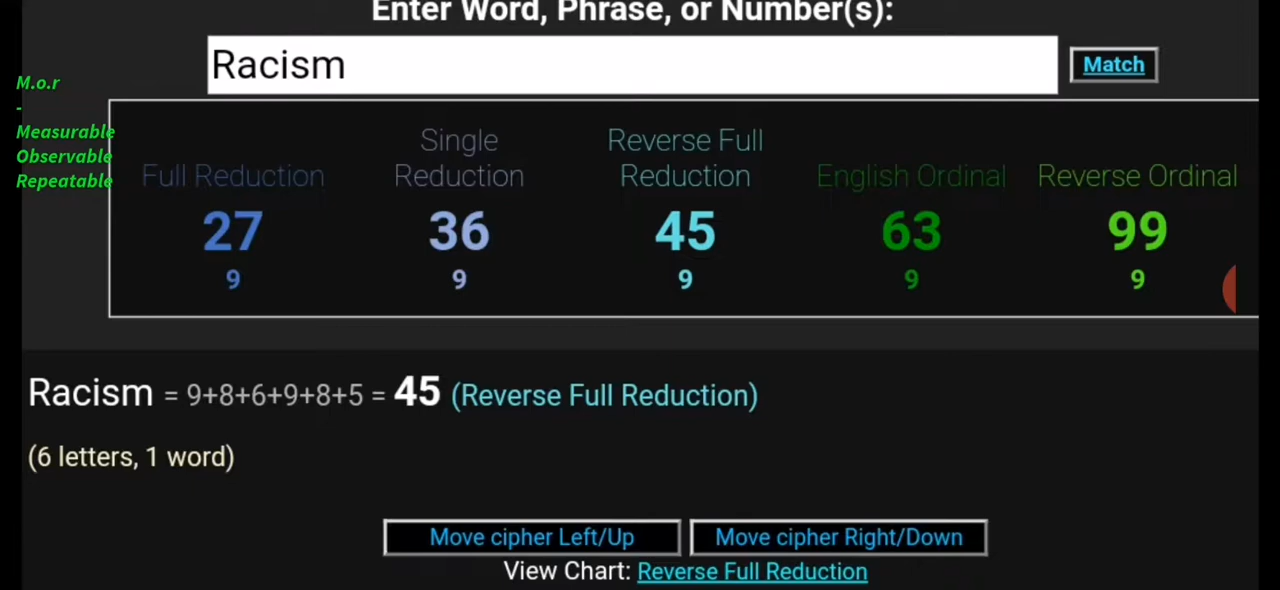 Enter Word, Phrase, or Number(s):
Racism
Match
M.o.r
-
Measurable
Observable
Repeatable
Full Reduction
Single
Reduction
Reverse Full
Reduction
English Ordinal
Reverse Ordinal
27 36 45 63 99
9 9 9 9 9
Racism = 9+8+6+9+8+5 = 45 (Reverse Full Reduction)
(6 letters, 1 word)
Move cipher Left/Up Move cipher Right/Down
View Chart: Reverse Full Reduction